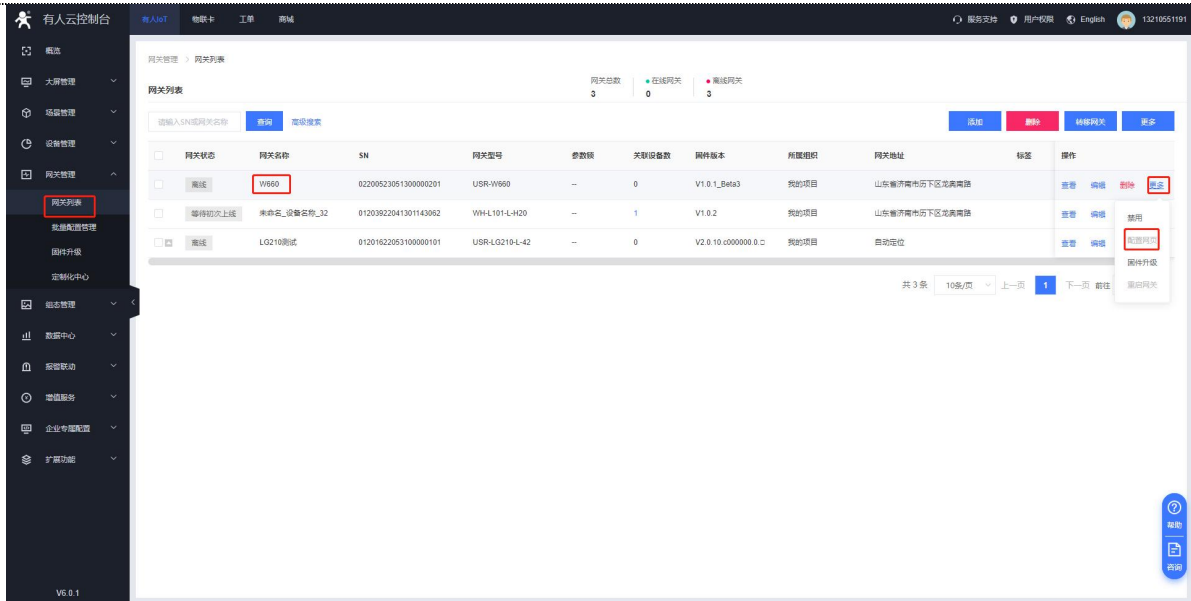 有人云控制台 有人IoT 物联卡 工单 商城 服务支持 用户权限 English 13210551191
概览
大屏管理
场景管理
设备管理
网关管理
网关列表
批量配置管理
固件升级
定制化中心
组态管理
数据中心
报警联动
增值服务
企业专属配置
扩展功能
V6.0.1
网关管理 > 网关列表
网关列表
网关总数 在线网关 离线网关
3 0 3
请输入SN或网关名称 查询 高级搜索 添加 删除 转移网关 更多
网关状态 网关名称 SN 网关型号 参数锁 关联设备数 固件版本 所属组织 网关地址 标签 操作
离线 W660 02200523051300000201 USR-W660 -- 0 V1.0.1_Beta3 我的项目 山东省济南市历下区龙奥南路 查看 编辑 删除 更多
等待初次上线 未命名_设备名称_32 01203922041301143062 WH-L101-L-H20 -- 1 V1.0.2 我的项目 山东省济南市历下区龙奥南路 查看 编辑
离线 LG210测试 01201622053100000101 USR-LG210-L-42 -- 0 V2.0.10.c000000.0.□ 我的项目 自动定位 查看 编辑
禁用
配置网页
固件升级
重启网关
共 3 条 10条/页 上一页 1 下一页 前往
帮助
咨询